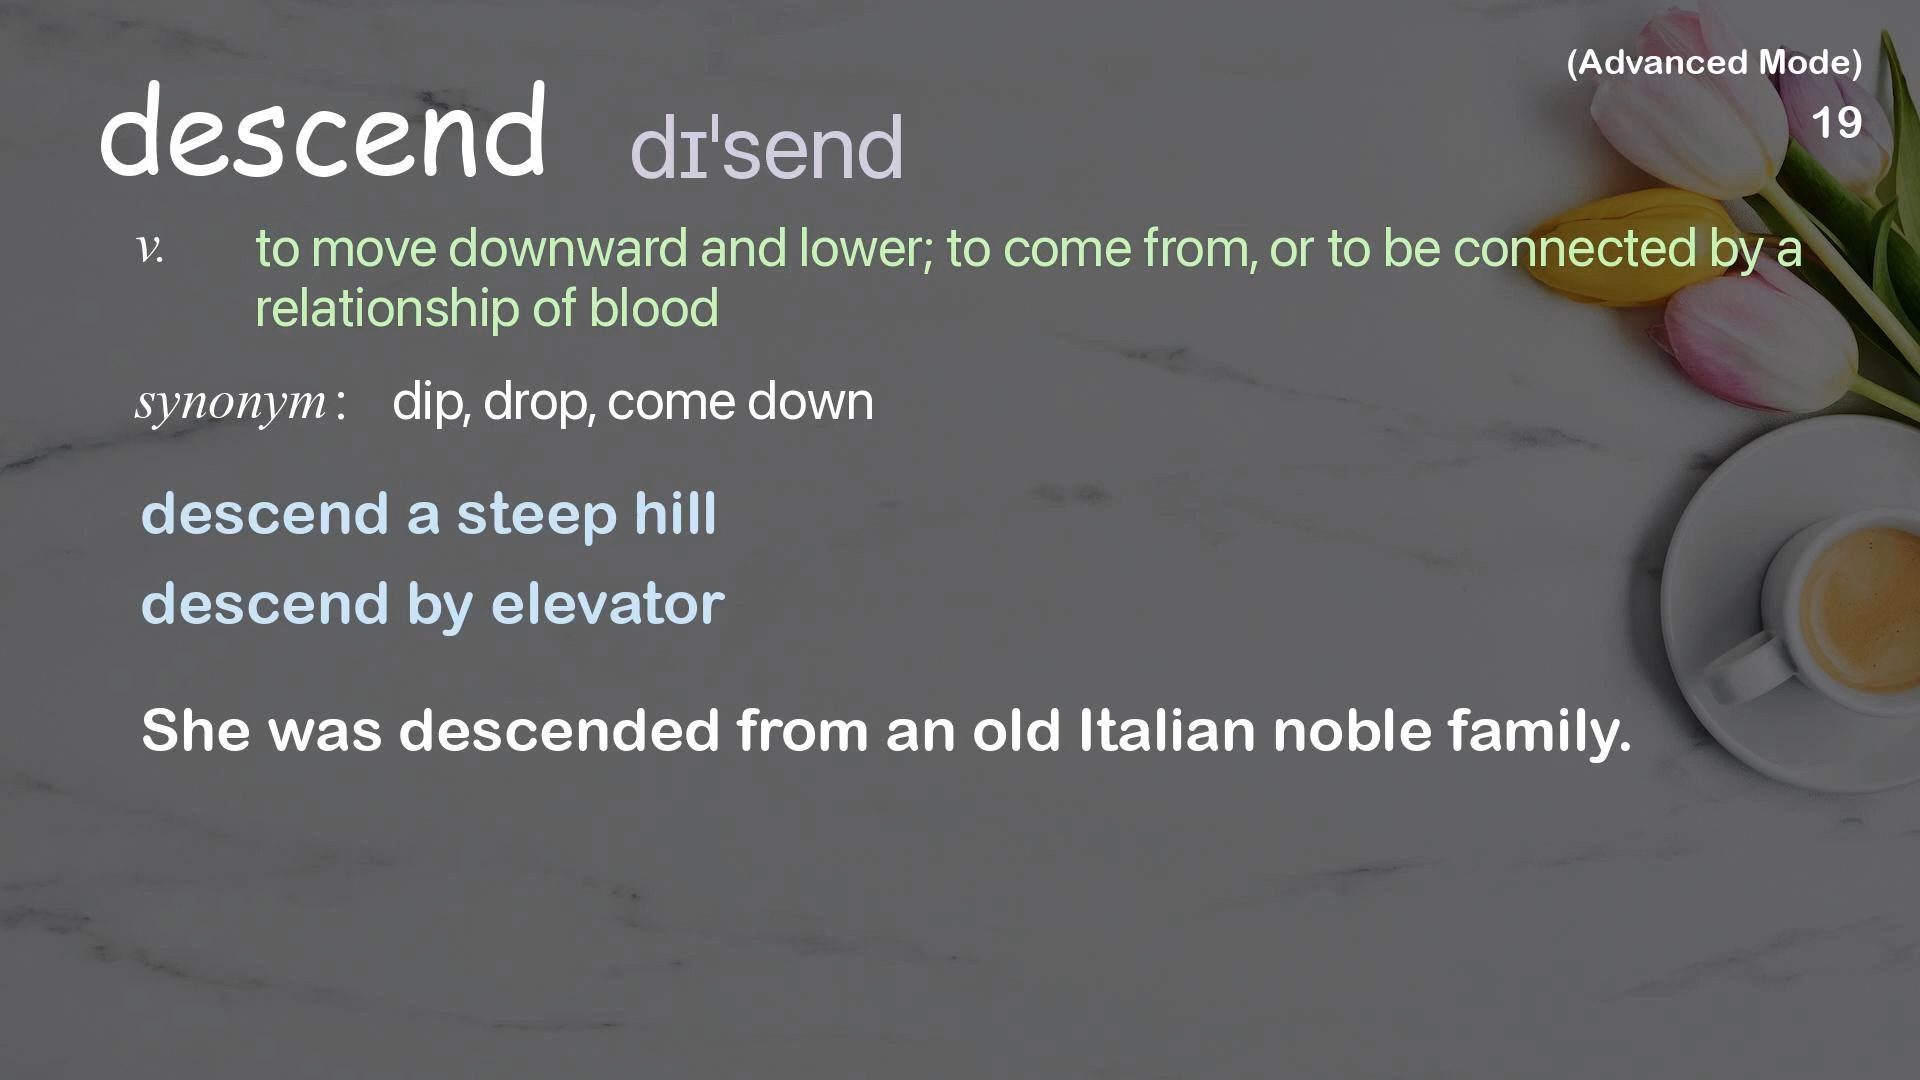 (Advanced Mode)
19
descend dɪˈsend
v. to move downward and lower; to come from, or to be connected by a
relationship of blood
synonym: dip, drop, come down
descend a steep hill
descend by elevator
She was descended from an old Italian noble family.